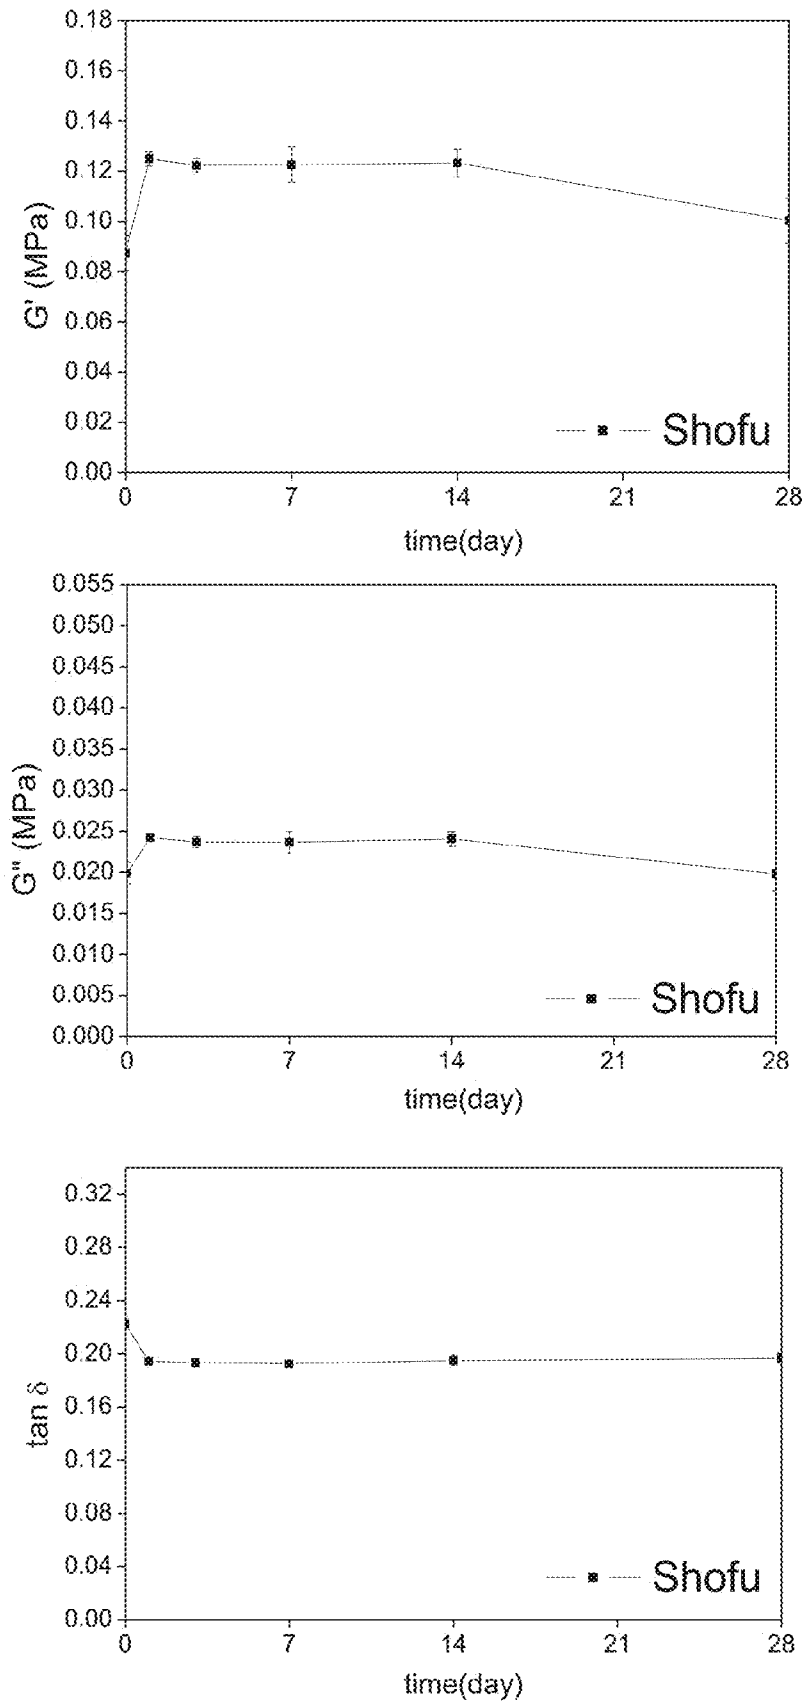 0.18
0.16
0.14
0.12
0.10
0.08
0.06
0.04
0.02
0.00
G' (MPa)
Shofu
0 7 14 21 28
time(day)
0.055
0.050
0.045
0.040
0.035
0.030
0.025
0.020
0.015
0.010
0.005
0.000
G" (MPa)
Shofu
0 7 14 21 28
time(day)
0.32
0.28
0.24
0.20
0.16
0.12
0.08
0.04
0.00
tan δ
Shofu
0 7 14 21 28
time(day)